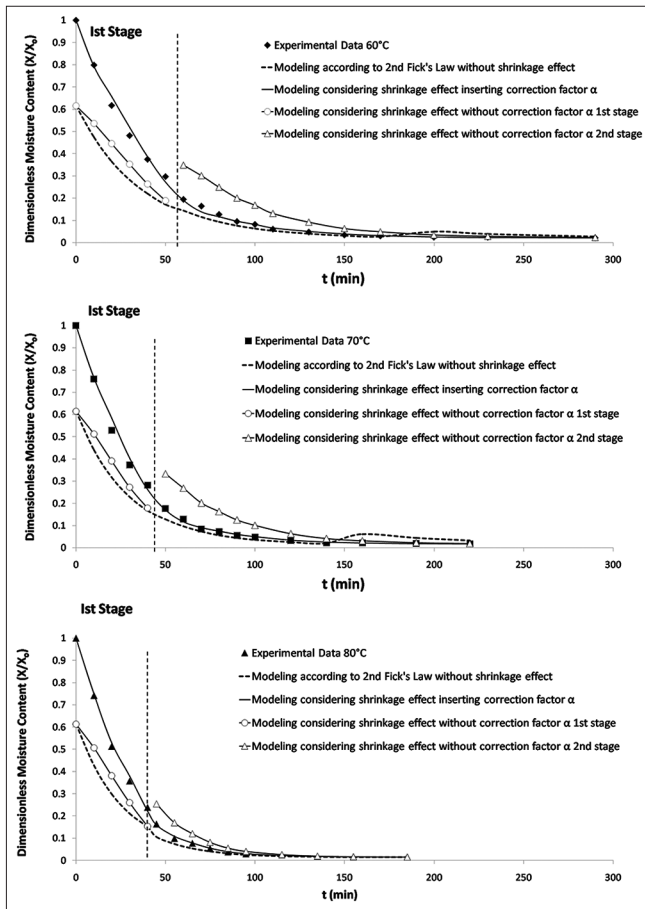 Ist Stage
Experimental Data 60°C
Modeling according to 2nd Fick's Law without shrinkage effect
Modeling considering shrinkage effect inserting correction factor α
Modeling considering shrinkage effect without correction factor α 1st stage
Modeling considering shrinkage effect without correction factor α 2nd stage
Dimensionless Moisture Content (X/X₀)
1
0.9
0.8
0.7
0.6
0.5
0.4
0.3
0.2
0.1
0
0 50 100 150 200 250 300
t (min)
Ist Stage
Experimental Data 70°C
Modeling according to 2nd Fick's Law without shrinkage effect
Modeling considering shrinkage effect inserting correction factor α
Modeling considering shrinkage effect without correction factor α 1st stage
Modeling considering shrinkage effect without correction factor α 2nd stage
Dimensionless Moisture Content (X/X₀)
1
0.9
0.8
0.7
0.6
0.5
0.4
0.3
0.2
0.1
0
0 50 100 150 200 250 300
t (min)
Ist Stage
Experimental Data 80°C
Modeling according to 2nd Fick's Law without shrinkage effect
Modeling considering shrinkage effect inserting correction factor α
Modeling considering shrinkage effect without correction factor α 1st stage
Modeling considering shrinkage effect without correction factor α 2nd stage
Dimensionless Moisture Content (X/X₀)
1
0.9
0.8
0.7
0.6
0.5
0.4
0.3
0.2
0.1
0
0 50 100 150 200 250 300
t (min)